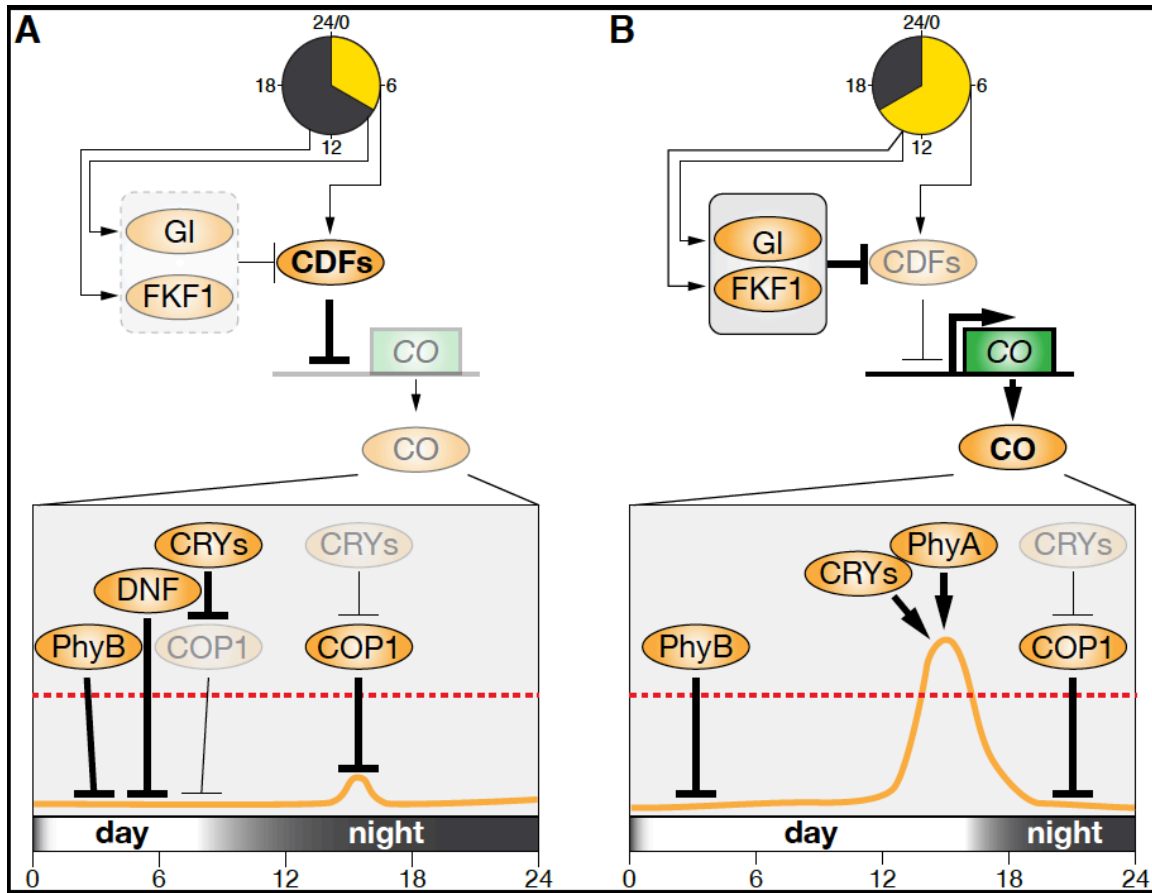 A
24/0
18
6
12
GI
FKF1
CDFs
CO
CO
CRYs
CRYs
DNF
PhyB
COP1
COP1
day
night
0
6
12
18
24
B
24/0
18
6
12
GI
FKF1
CDFs
CO
CO
PhyA
CRYs
CRYs
PhyB
COP1
day
night
0
6
12
18
24